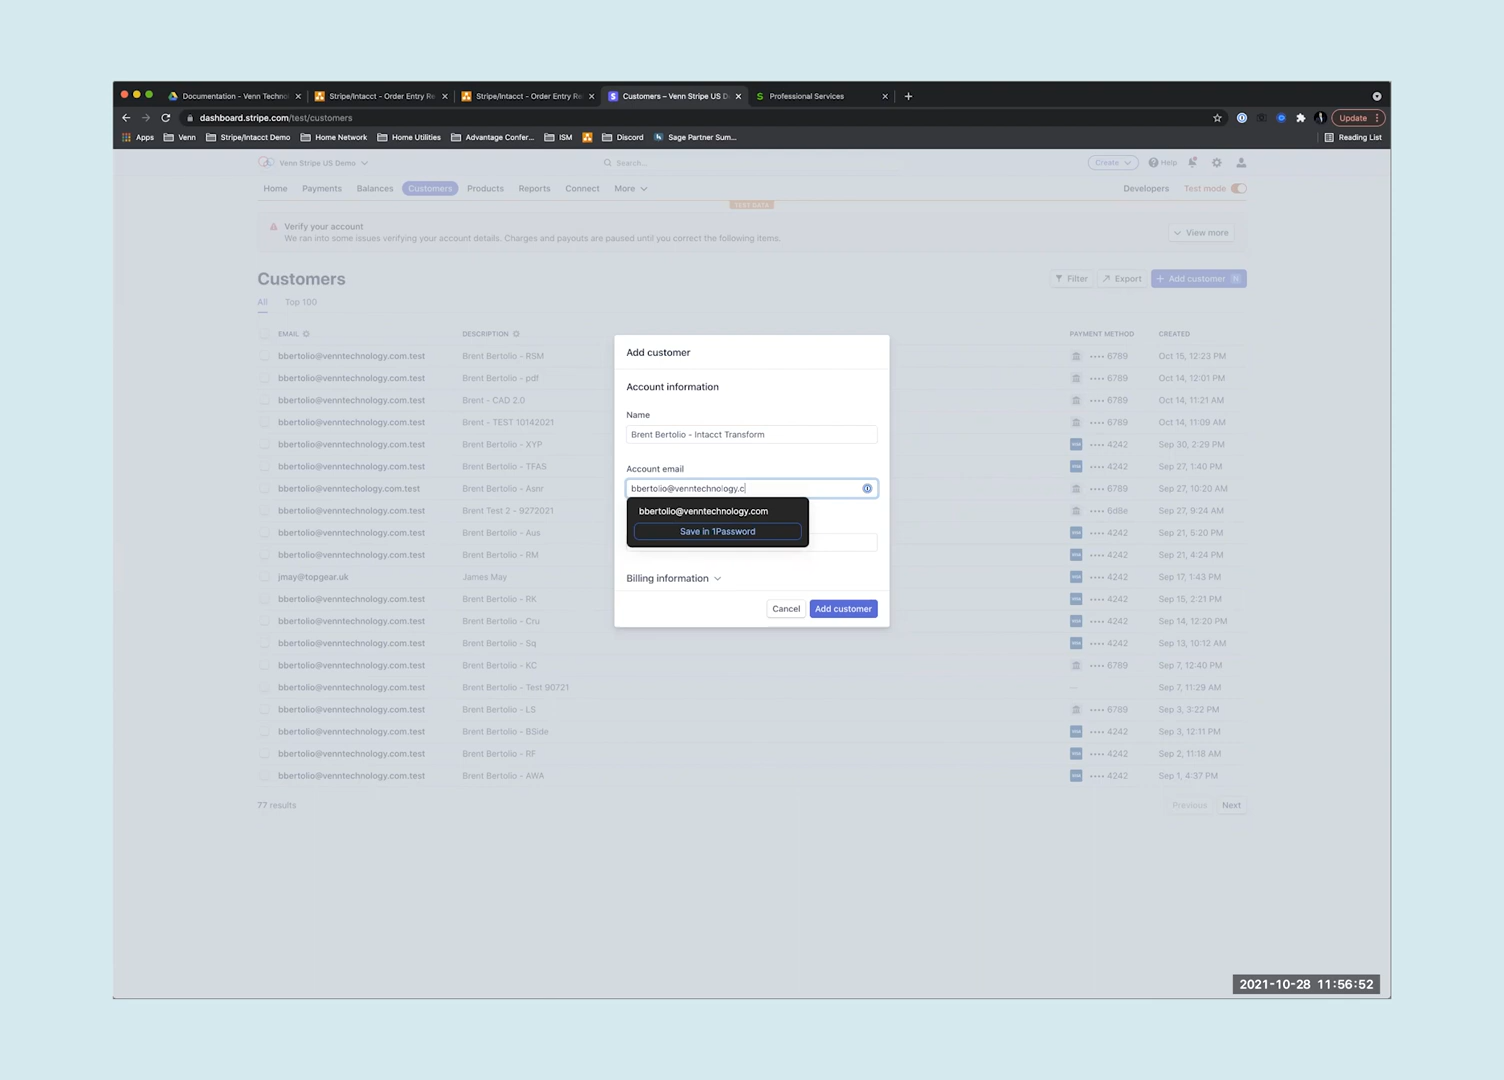 Documentation - Venn Technol
Stripe/Intacct - Order Entry Re
Stripe/Intacct - Order Entry Re
Customers – Venn Stripe US D
Professional Services
dashboard.stripe.com/test/customers
Update
Apps
Venn
Stripe/Intacct Demo
Home Network
Home Utilities
Advantage Confer...
ISM
Discord
Sage Partner Sum...
Reading List
Venn Stripe US Demo
Search...
Create
Help
Home
Payments
Balances
Customers
Products
Reports
Connect
More
Developers
Test mode
TEST DATA
Verify your account
We ran into some issues verifying your account details. Charges and payouts are paused until you correct the following items.
View more
Customers
Filter
Export
Add customer
All
Top 100
EMAIL
DESCRIPTION
PAYMENT METHOD
CREATED
bbertolio@venntechnology.com.test Brent Bertolio - RSM •••• 6789 Oct 15, 12:23 PM
bbertolio@venntechnology.com.test Brent Bertolio - pdf •••• 6789 Oct 14, 12:01 PM
bbertolio@venntechnology.com.test Brent - CAD 2.0 •••• 6789 Oct 14, 11:21 AM
bbertolio@venntechnology.com.test Brent - TEST 10142021 •••• 6789 Oct 14, 11:09 AM
bbertolio@venntechnology.com.test Brent Bertolio - XYP •••• 4242 Sep 30, 2:29 PM
bbertolio@venntechnology.com.test Brent Bertolio - TFAS •••• 4242 Sep 27, 1:40 PM
bbertolio@venntechology.com.test Brent Bertolio - Asnr •••• 6789 Sep 27, 10:20 AM
bbertolio@venntechnology.com.test Brent Test 2 - 9272021 •••• 6d8e Sep 27, 9:24 AM
bbertolio@venntechnology.com.test Brent Bertolio - Aus •••• 4242 Sep 21, 5:20 PM
bbertolio@venntechnology.com.test Brent Bertolio - RM •••• 4242 Sep 21, 4:24 PM
jmay@topgear.uk James May •••• 4242 Sep 17, 1:43 PM
bbertolio@venntechnology.com.test Brent Bertolio - RK •••• 4242 Sep 15, 2:21 PM
bbertolio@venntechnology.com.test Brent Bertolio - Cru •••• 4242 Sep 14, 12:20 PM
bbertolio@venntechnology.com.test Brent Bertolio - Sq •••• 4242 Sep 13, 10:12 AM
bbertolio@venntechnology.com.test Brent Bertolio - KC •••• 6789 Sep 7, 12:40 PM
bbertolio@venntechnology.com.test Brent Bertolio - Test 90721 — Sep 7, 11:29 AM
bbertolio@venntechnology.com.test Brent Bertolio - LS •••• 6789 Sep 3, 3:22 PM
bbertolio@venntechnology.com.test Brent Bertolio - BSide •••• 4242 Sep 3, 12:11 PM
bbertolio@venntechnology.com.test Brent Bertolio - RF •••• 4242 Sep 2, 11:18 AM
bbertolio@venntechnology.com.test Brent Bertolio - AWA •••• 4242 Sep 1, 4:37 PM
77 results
Previous
Next
Add customer
Account information
Name
Brent Bertolio - Intacct Transform
Account email
bbertolio@venntechnology.c
bbertolio@venntechnology.com
Save in 1Password
Billing information
Cancel
Add customer
2021-10-28 11:56:52